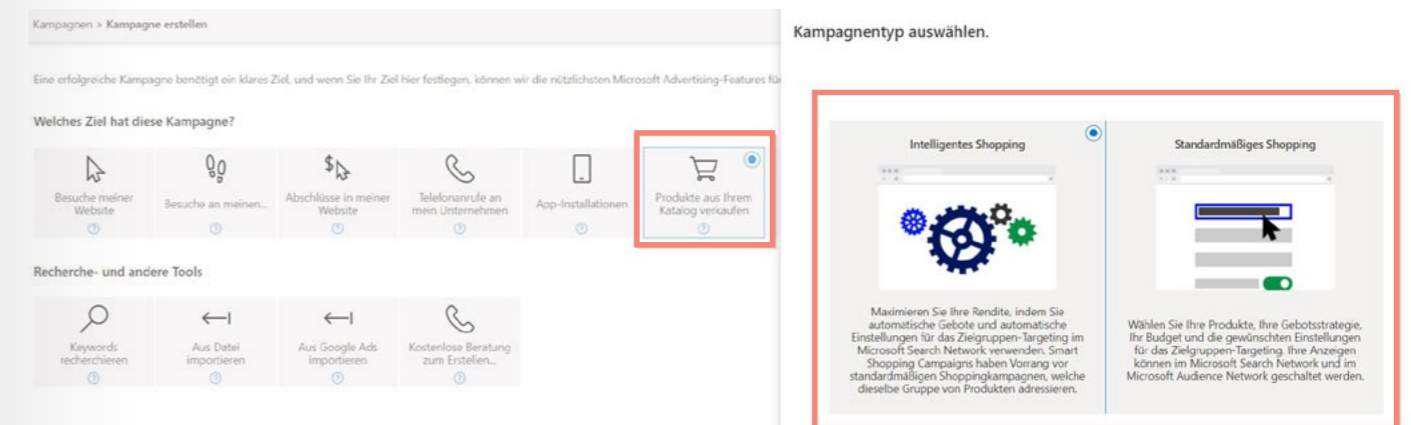 Kampagnen > Kampagne erstellen
Eine erfolgreiche Kampagne benötigt ein klares Ziel, und wenn Sie Ihr Ziel hier festlegen, können wir die nützlichsten Microsoft Advertising-Features für
Welches Ziel hat diese Kampagne?
Besuche meiner
Website
Besuche an meinen...
Abschlüsse in meiner
Website
Telefonanrufe an
mein Unternehmen
App-Installationen
Produkte aus Ihrem
Katalog verkaufen
Recherche- und andere Tools
Keywords
recherchieren
Aus Datei
importieren
Aus Google Ads
importieren
Kostenlose Beratung
zum Erstellen...
Kampagnentyp auswählen.
Intelligentes Shopping
Maximieren Sie Ihre Rendite, indem Sie
automatische Gebote und automatische
Einstellungen für das Zielgruppen-Targeting im
Microsoft Search Network verwenden. Smart
Shopping Campaigns haben Vorrang vor
standardmäßigen Shoppingkampagnen, welche
dieselbe Gruppe von Produkten adressieren.
Standardmäßiges Shopping
Wählen Sie Ihre Produkte, Ihre Gebotsstrategie,
Ihr Budget und die gewünschten Einstellungen
für das Zielgruppen-Targeting. Ihre Anzeigen
können im Microsoft Search Network und im
Microsoft Audience Network geschaltet werden.